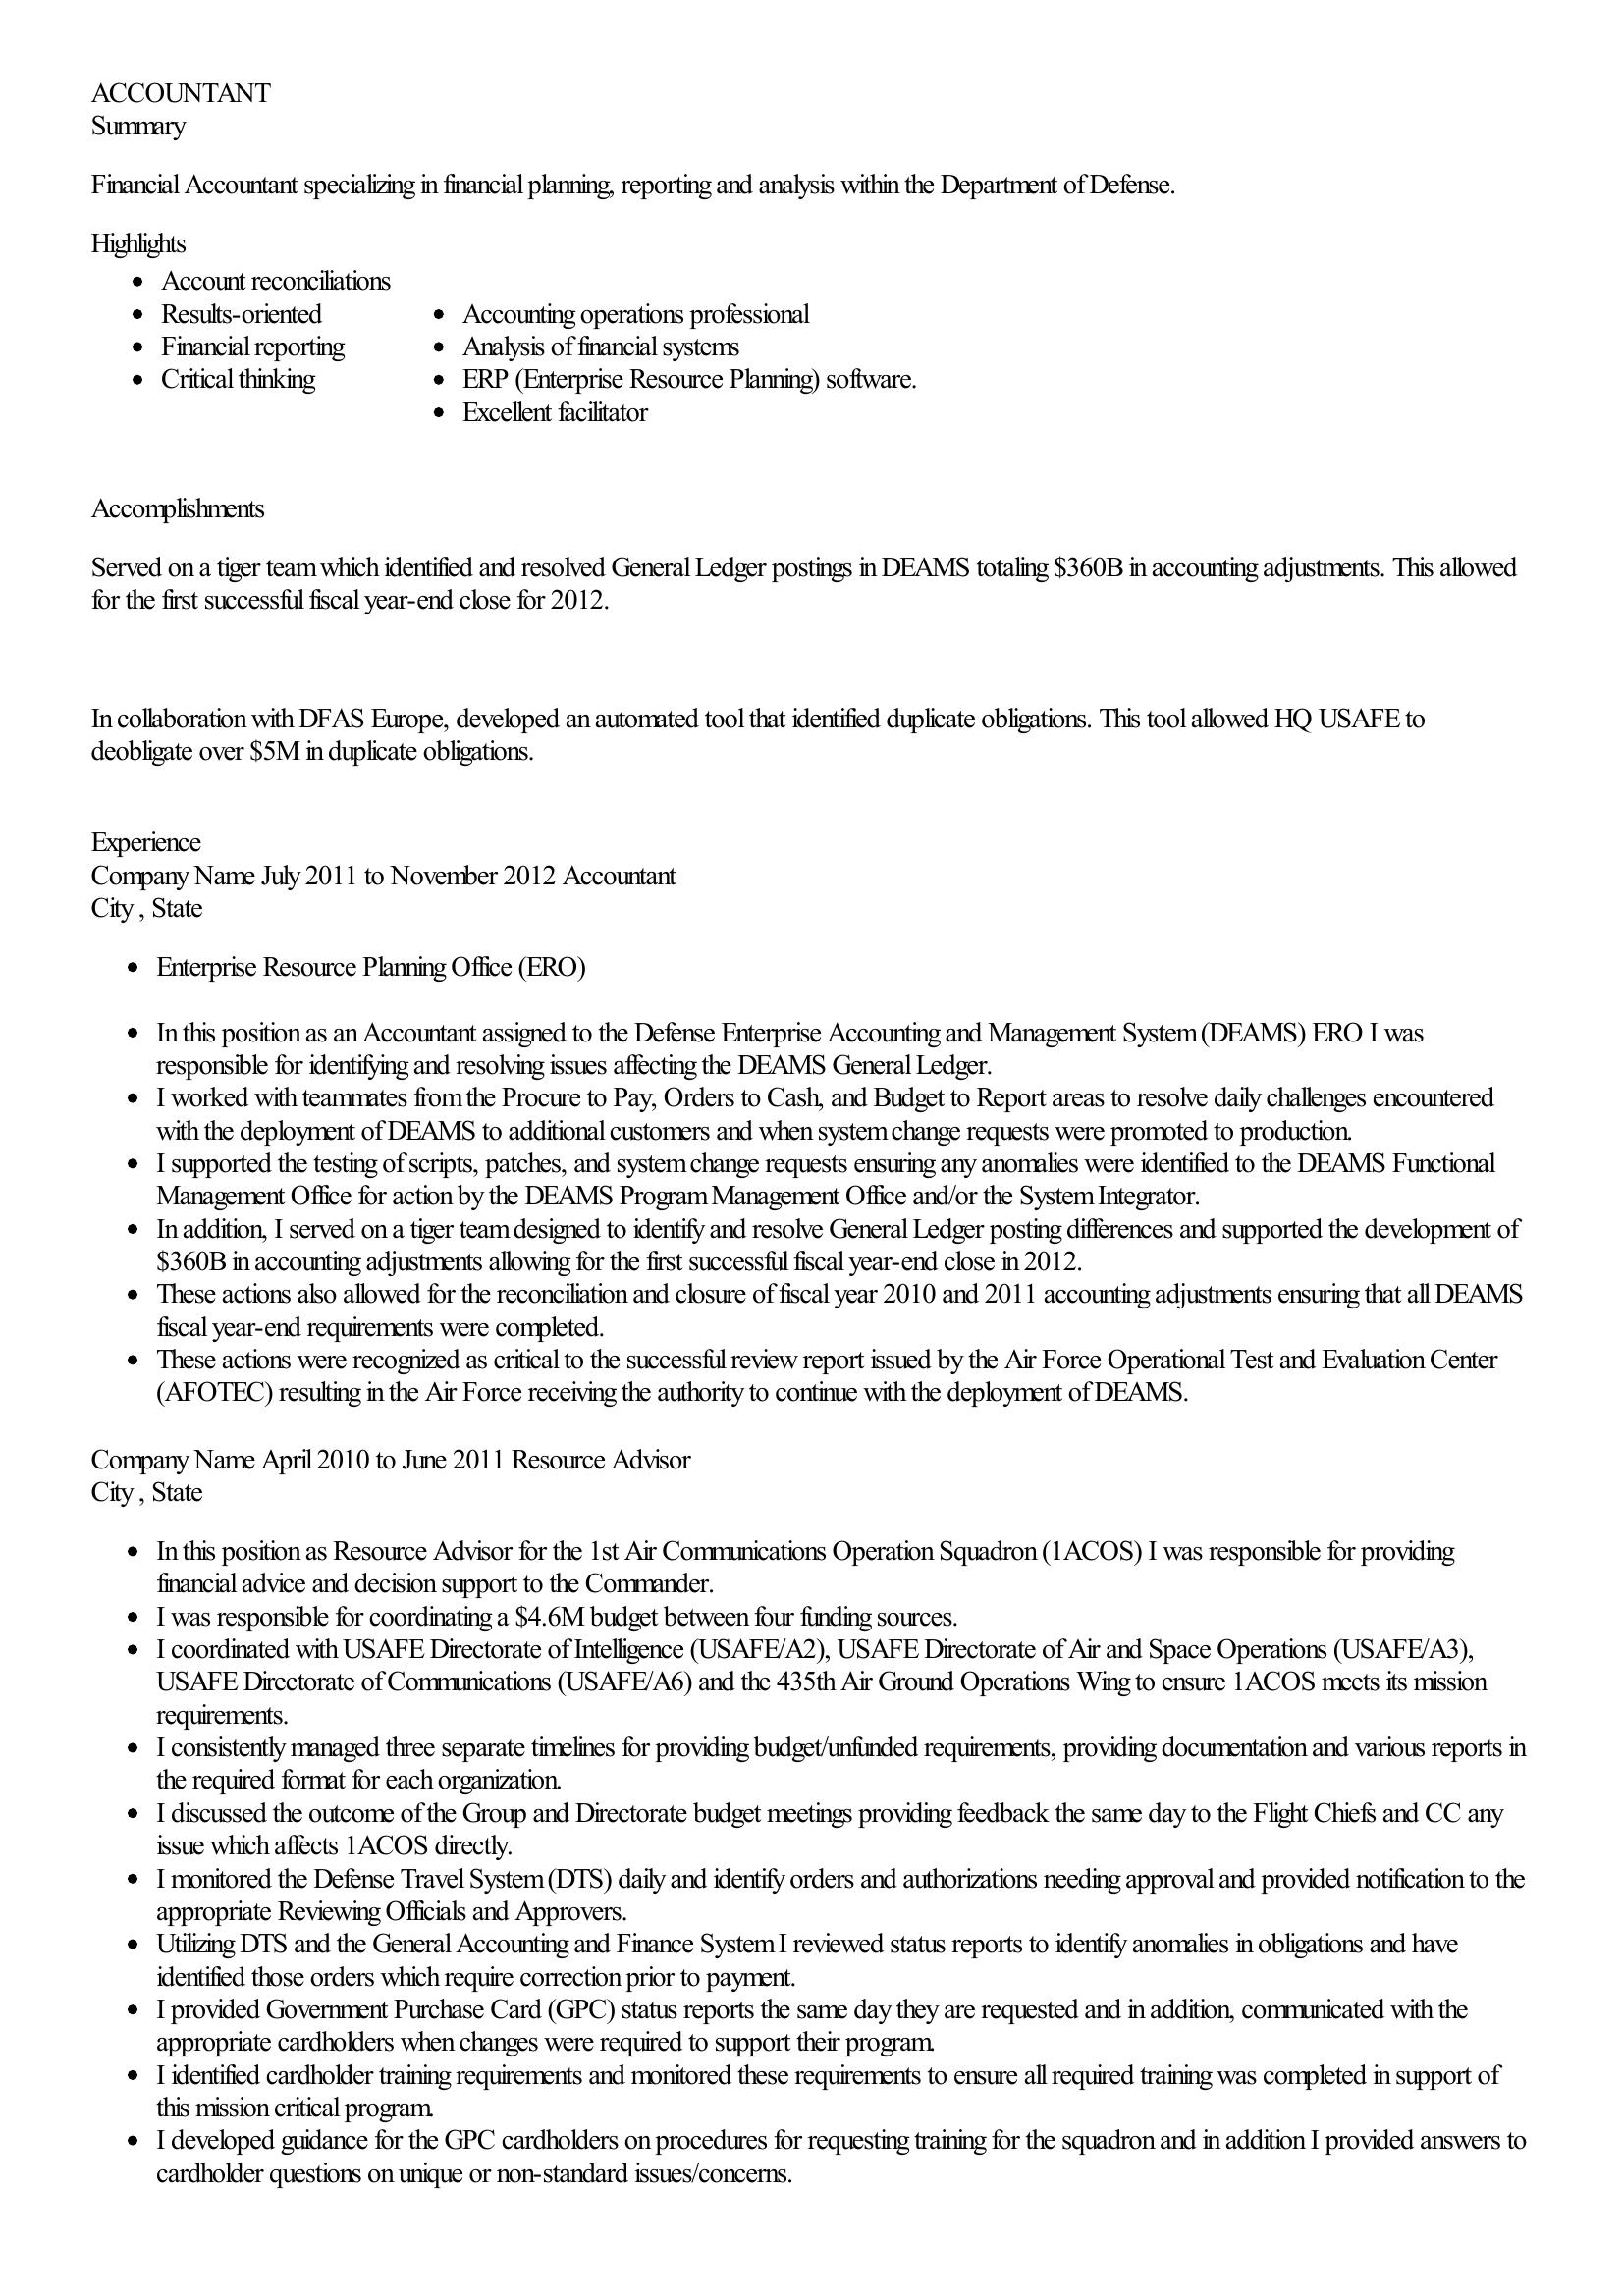 ACCOUNTANT
Summary
Financial Accountant specializing in financial planning, reporting and analysis within the Department of Defense.
Highlights
Account reconciliations
Results-oriented
Financial reporting
Critical thinking
Accounting operations professional
Analysis of financial systems
ERP (Enterprise Resource Planning) software.
Excellent facilitator
Accomplishments
Served on a tiger team which identified and resolved General Ledger postings in DEAMS totaling $360B in accounting adjustments. This allowed
for the first successful fiscal year-end close for 2012.
In collaboration with DFAS Europe, developed an automated tool that identified duplicate obligations. This tool allowed HQ USAFE to
deobligate over $5M in duplicate obligations.
Experience
Company Name July 2011 to November 2012 Accountant
City , State
Enterprise Resource Planning Office (ERO)
In this position as an Accountant assigned to the Defense Enterprise Accounting and Management System (DEAMS) ERO I was
responsible for identifying and resolving issues affecting the DEAMS General Ledger.
I worked with teammates from the Procure to Pay, Orders to Cash, and Budget to Report areas to resolve daily challenges encountered
with the deployment of DEAMS to additional customers and when system change requests were promoted to production.
I supported the testing of scripts, patches, and system change requests ensuring any anomalies were identified to the DEAMS Functional
Management Office for action by the DEAMS Program Management Office and/or the System Integrator.
In addition, I served on a tiger team designed to identify and resolve General Ledger posting differences and supported the development of
$360B in accounting adjustments allowing for the first successful fiscal year-end close in 2012.
These actions also allowed for the reconciliation and closure of fiscal year 2010 and 2011 accounting adjustments ensuring that all DEAMS
fiscal year-end requirements were completed.
These actions were recognized as critical to the successful review report issued by the Air Force Operational Test and Evaluation Center
(AFOTEC) resulting in the Air Force receiving the authority to continue with the deployment of DEAMS.
Company Name April 2010 to June 2011 Resource Advisor
City , State
In this position as Resource Advisor for the 1st Air Communications Operation Squadron (1ACOS) I was responsible for providing
financial advice and decision support to the Commander.
I was responsible for coordinating a $4.6M budget between four funding sources.
I coordinated with USAFE Directorate of Intelligence (USAFE/A2), USAFE Directorate of Air and Space Operations (USAFE/A3),
USAFE Directorate of Communications (USAFE/A6) and the 435th Air Ground Operations Wing to ensure 1ACOS meets its mission
requirements.
I consistently managed three separate timelines for providing budget/unfunded requirements, providing documentation and various reports in
the required format for each organization.
I discussed the outcome of the Group and Directorate budget meetings providing feedback the same day to the Flight Chiefs and CC any
issue which affects 1ACOS directly.
I monitored the Defense Travel System (DTS) daily and identify orders and authorizations needing approval and provided notification to the
appropriate Reviewing Officials and Approvers.
Utilizing DTS and the General Accounting and Finance System I reviewed status reports to identify anomalies in obligations and have
identified those orders which require correction prior to payment.
I provided Government Purchase Card (GPC) status reports the same day they are requested and in addition, communicated with the
appropriate cardholders when changes were required to support their program.
I identified cardholder training requirements and monitored these requirements to ensure all required training was completed in support of
this mission critical program.
I developed guidance for the GPC cardholders on procedures for requesting training for the squadron and in addition I provided answers to
cardholder questions on unique or non-standard issues/concerns.